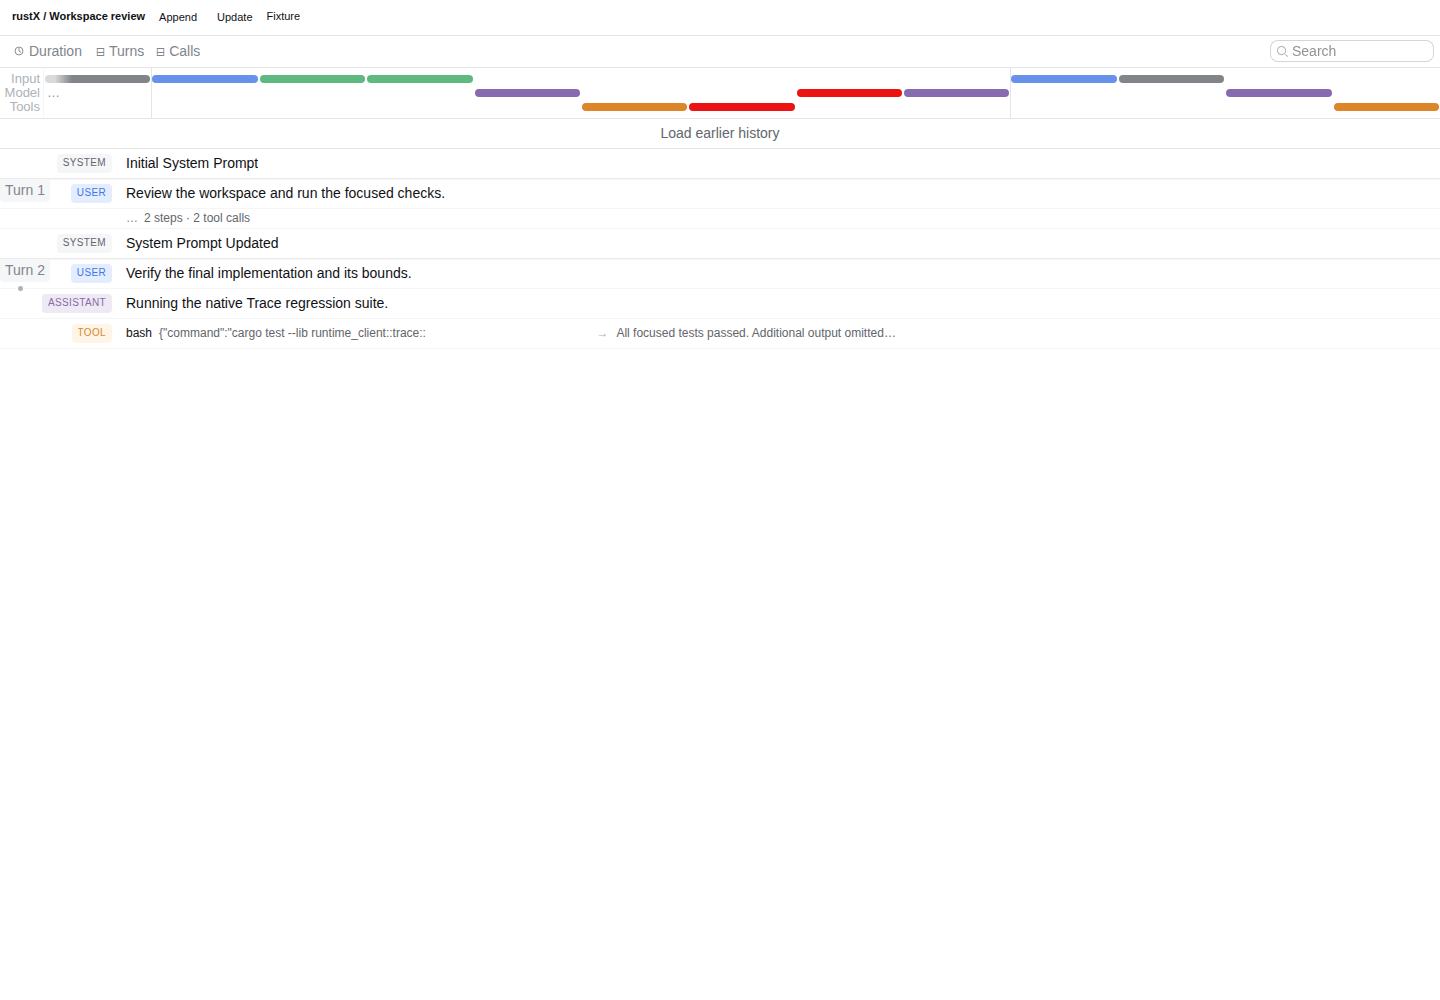 rustX / Workspace review Append Update Fixture
Duration Turns Calls Search
Input
Model …
Tools
Load earlier history
SYSTEM Initial System Prompt
Turn 1 USER Review the workspace and run the focused checks.
… 2 steps · 2 tool calls
SYSTEM System Prompt Updated
Turn 2 USER Verify the final implementation and its bounds.
ASSISTANT Running the native Trace regression suite.
TOOL bash {"command":"cargo test --lib runtime_client::trace:: → All focused tests passed. Additional output omitted…